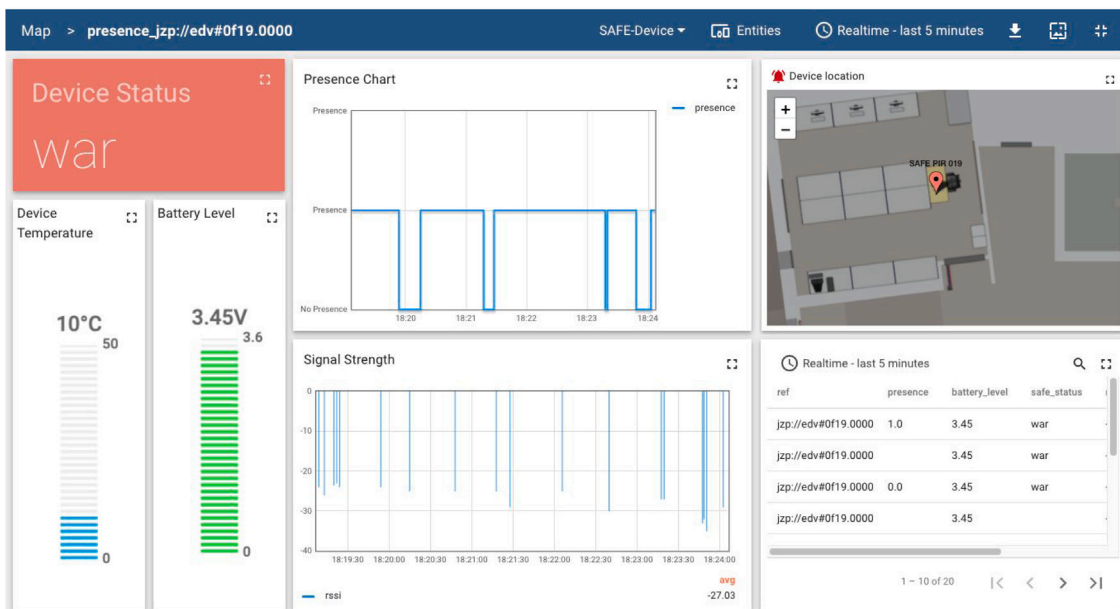 Map > presence_jzp://edv#0f19.0000
SAFE-Device
Entities
Realtime - last 5 minutes
Device Status
war
Device
Temperature
10°C
50
0
Battery Level
3.45V
3.6
0
Presence Chart
presence
Presence
Presence
No Presence
18:20 18:21 18:22 18:23 18:24
Signal Strength
0
-10
-20
-30
-40
18:19:30 18:20:00 18:20:30 18:21:00 18:21:30 18:22:00 18:22:30 18:23:00 18:23:30 18:24:00
avg
rssi -27.03
Device location
+
−
SAFE PIR 019
Realtime - last 5 minutes
ref presence battery_level safe_status
jzp://edv#0f19.0000 1.0 3.45 war
jzp://edv#0f19.0000 3.45 war
jzp://edv#0f19.0000 0.0 3.45 war
jzp://edv#0f19.0000 3.45
1 – 10 of 20